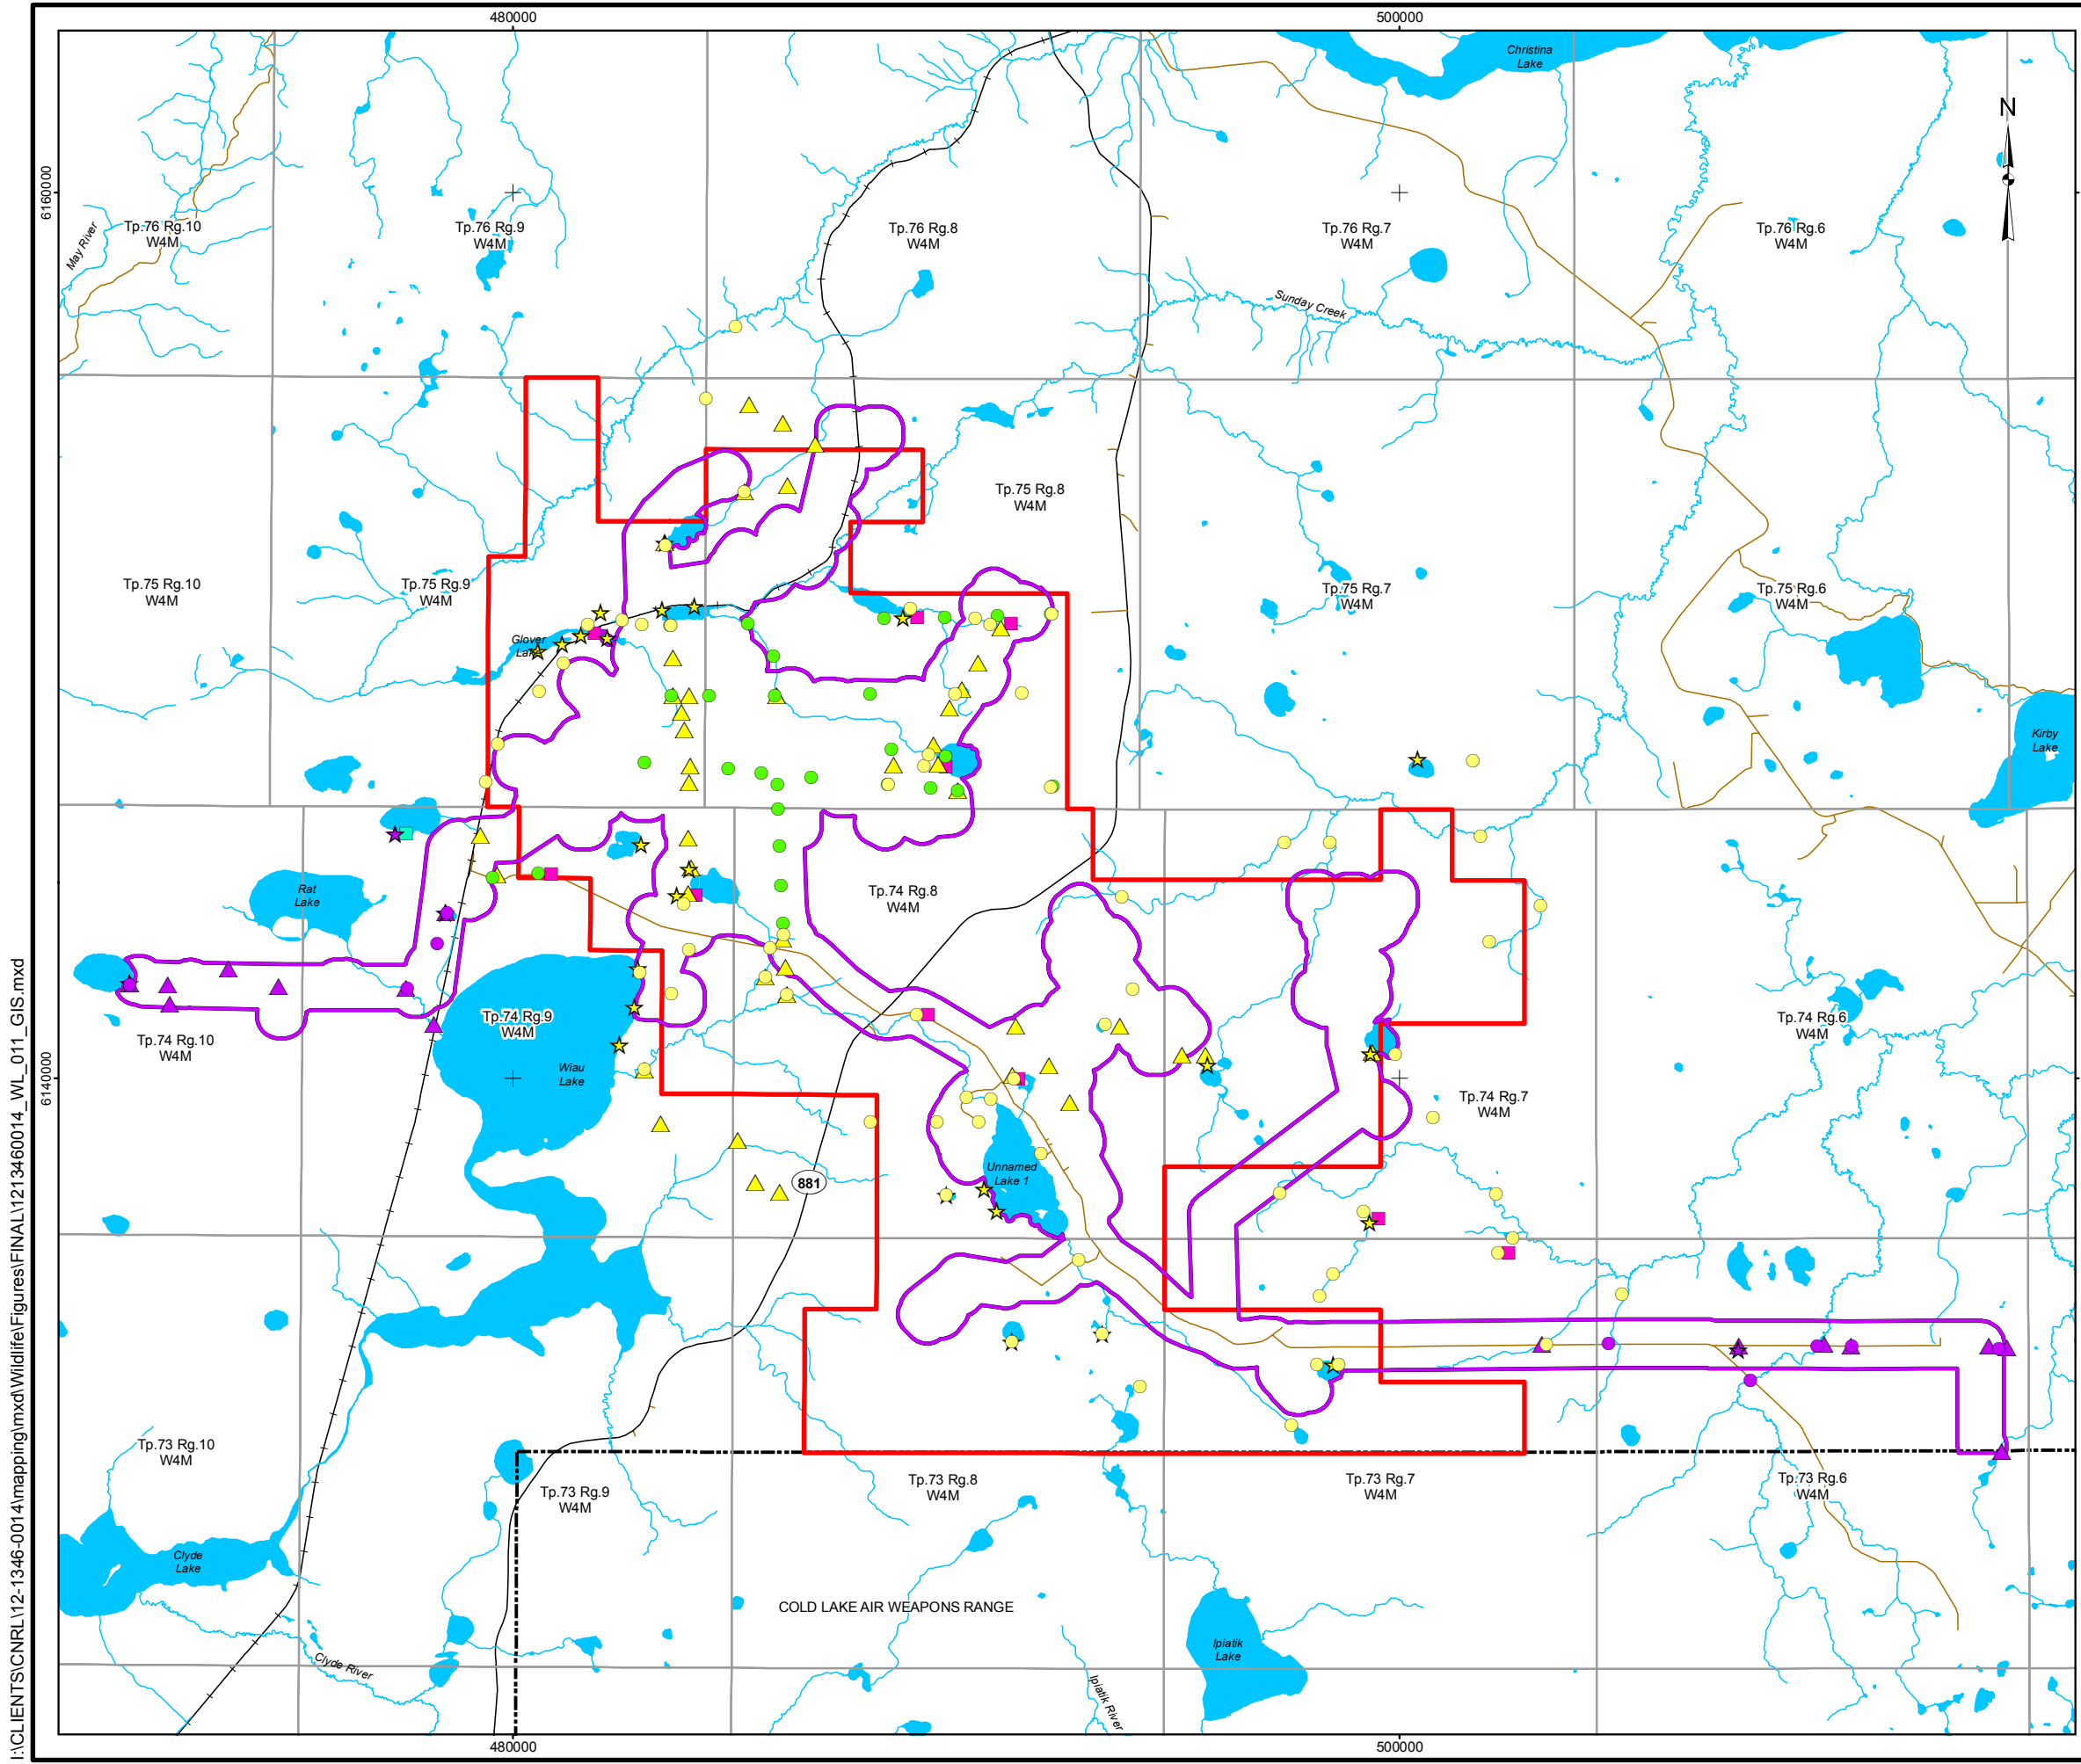 480000
500000
Christina
Lake
N
6160000
May River
Tp.76 Rg.10
W4M
Tp.76 Rg.9
W4M
Tp.76 Rg.8
W4M
Tp.76 Rg.7
W4M
Tp.76 Rg.6
W4M
Sunday Creek
Tp.75 Rg.8
W4M
Tp.75 Rg.10
W4M
Tp.75 Rg.9
W4M
Tp.75 Rg.7
W4M
Tp.75 Rg.6
W4M
Glover
Lake
Kirby
Lake
Rat
Lake
Tp.74 Rg.8
W4M
Tp.74 Rg.9
W4M
Tp.74 Rg.10
W4M
Tp.74 Rg.6
W4M
Wiau
Lake
6140000
Tp.74 Rg.7
W4M
Unnamed
Lake 1
881
Tp.73 Rg.10
W4M
Tp.73 Rg.9
W4M
Tp.73 Rg.8
W4M
Tp.73 Rg.7
W4M
Tp.73 Rg.6
W4M
Clyde
Lake
COLD LAKE AIR WEAPONS RANGE
Ipiatik
Lake
Clyde River
Ipiatik River
480000
500000
I:\CLIENTS\CNRL\12-1346-0014\mapping\mxd\Wildlife\Figures\FINAL\1213460014_WL_011_GIS.mxd